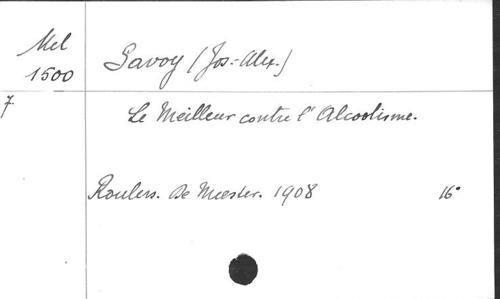 Mel
1500
Savoy (Jos.-Alex.)
7.
Le Meilleur contre l'Alcoolisme.
Roulers. De Meester. 1908 16°